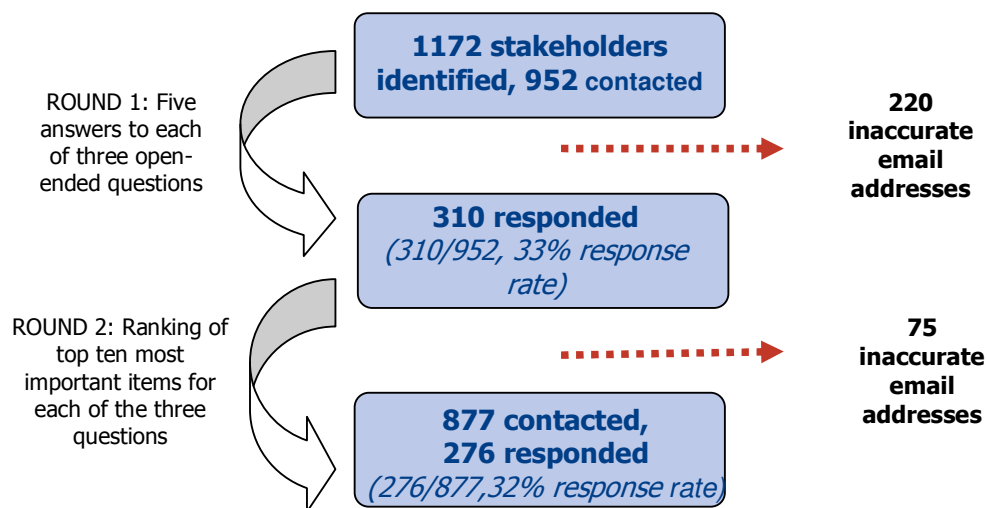 1172 stakeholders
identified, 952 contacted
ROUND 1: Five
answers to each
of three open-
ended questions
220
inaccurate
email
addresses
310 responded
(310/952, 33% response
rate)
ROUND 2: Ranking of
top ten most
important items for
each of the three
questions
75
inaccurate
email
addresses
877 contacted,
276 responded
(276/877,32% response rate)